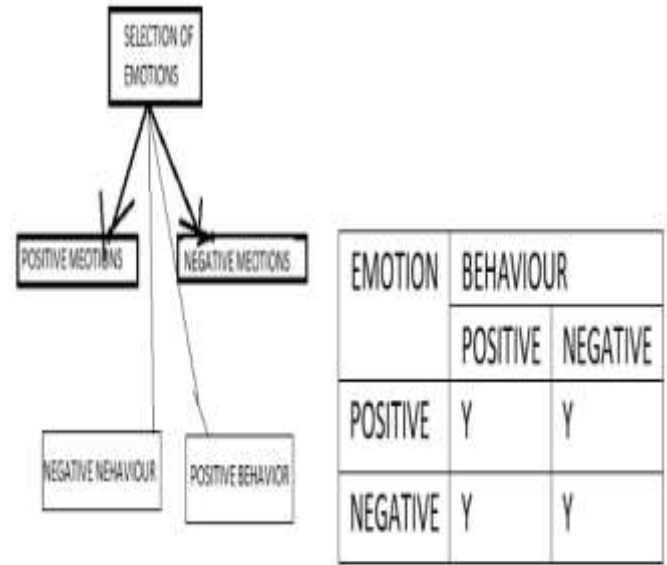 SELECTION OF
EMOTIONS
POSITIVE MEOTIONS
NEGATIVE MEOTIONS
NEGATIVE NEHAVIOUR
POSITIVE BEHAVIOR
EMOTION BEHAVIOUR
POSITIVE NEGATIVE
POSITIVE Y Y
NEGATIVE Y Y